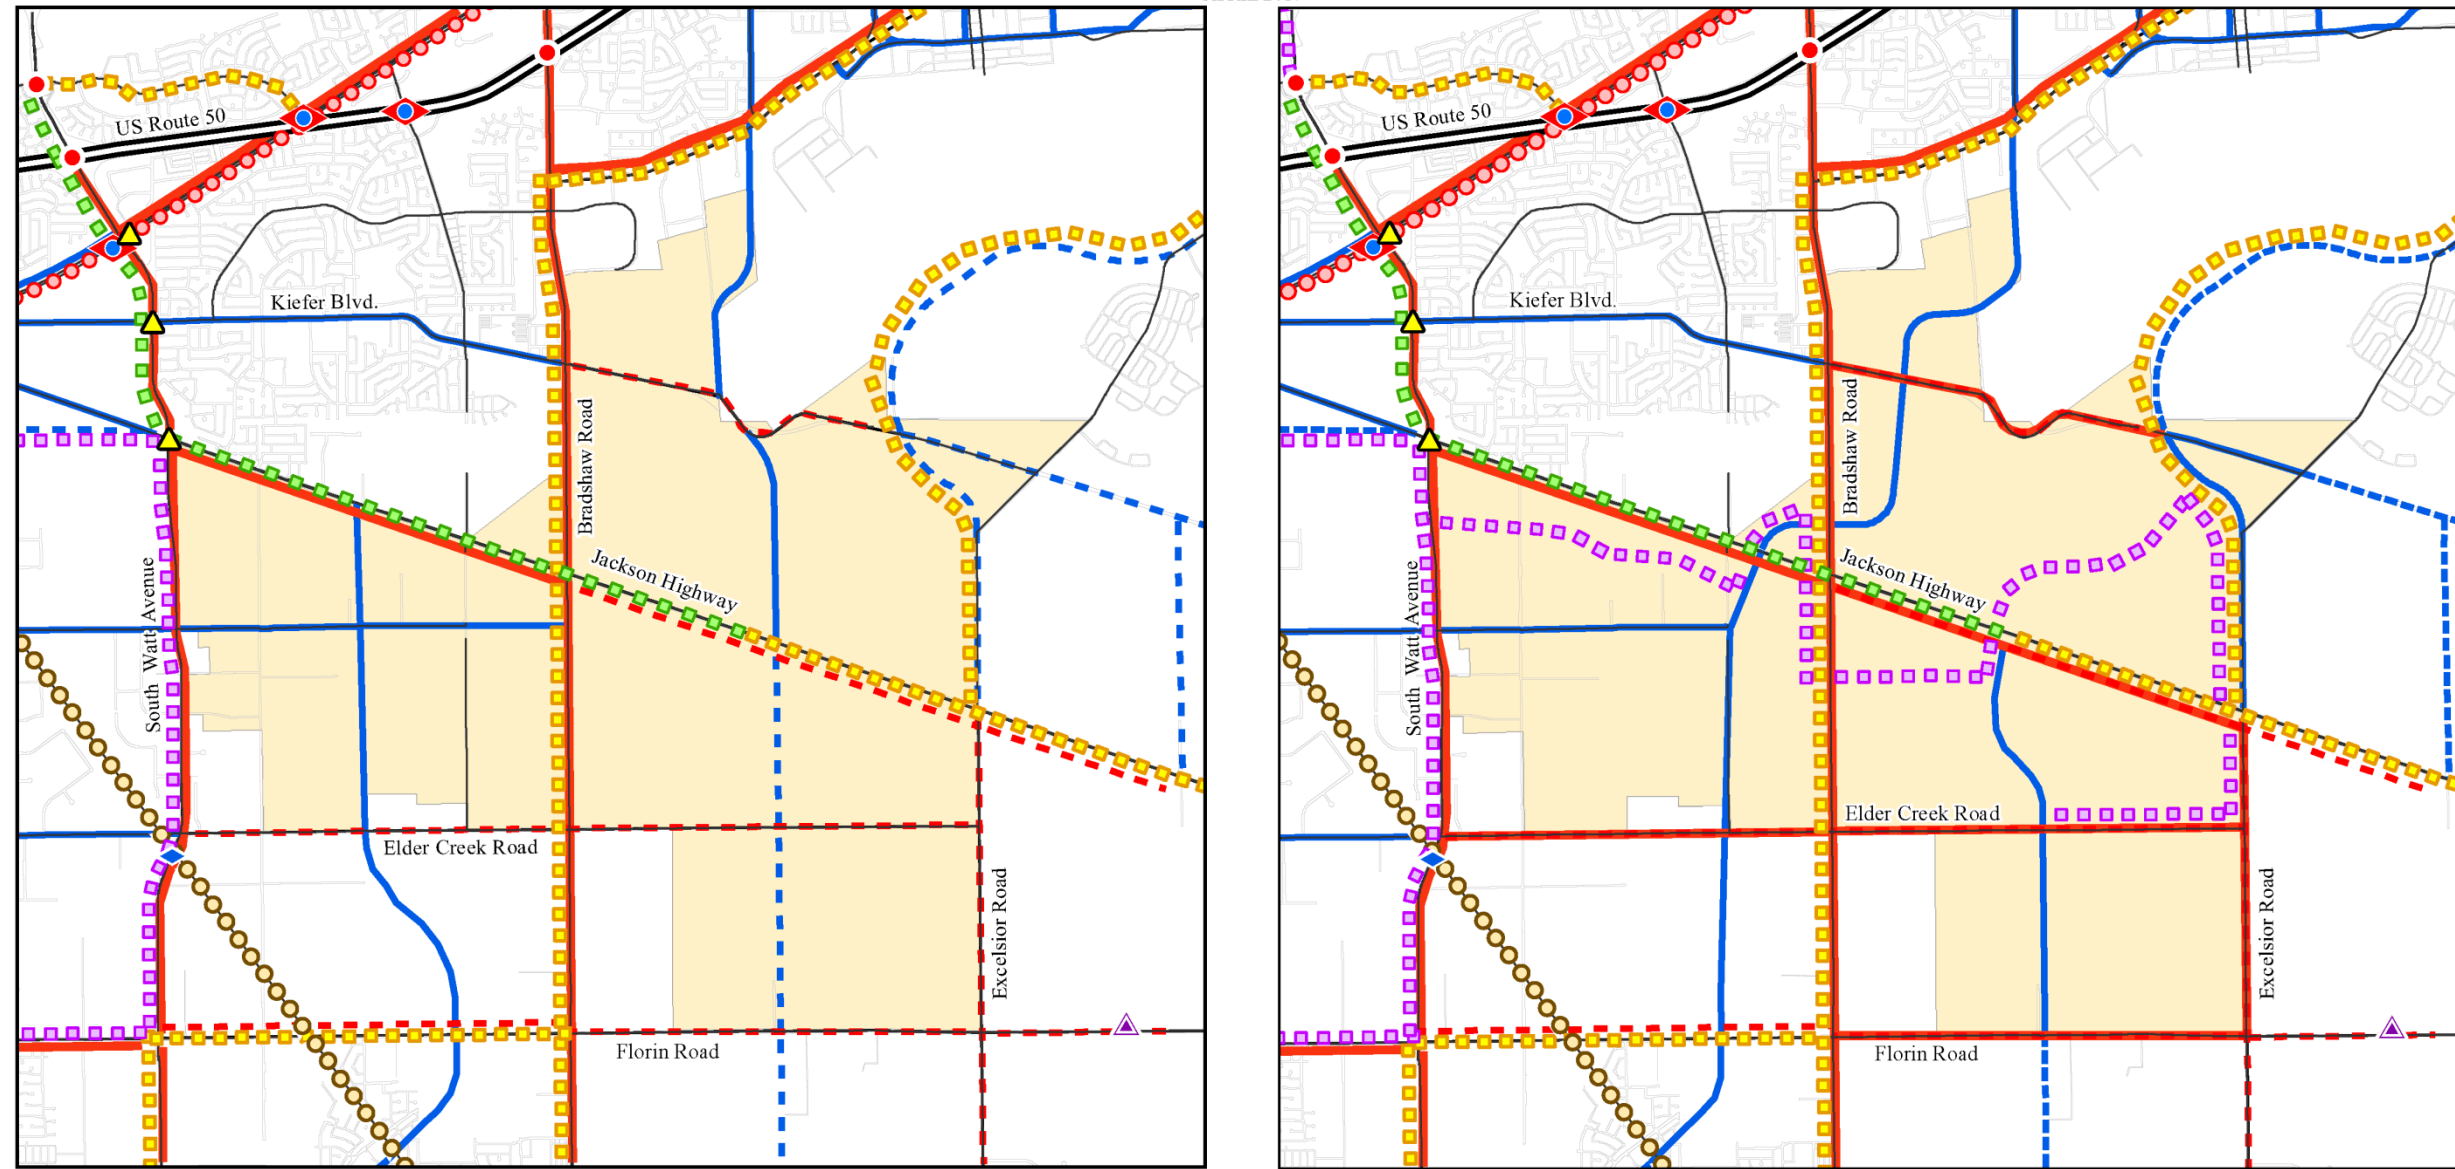 US Route 50
Kiefer Blvd.
Bradshaw Road
Jackson Highway
South Watt Avenue
Elder Creek Road
Excelsior Road
Florin Road
US Route 50
Kiefer Blvd.
Bradshaw Road
Jackson Highway
South Watt Avenue
Elder Creek Road
Excelsior Road
Florin Road